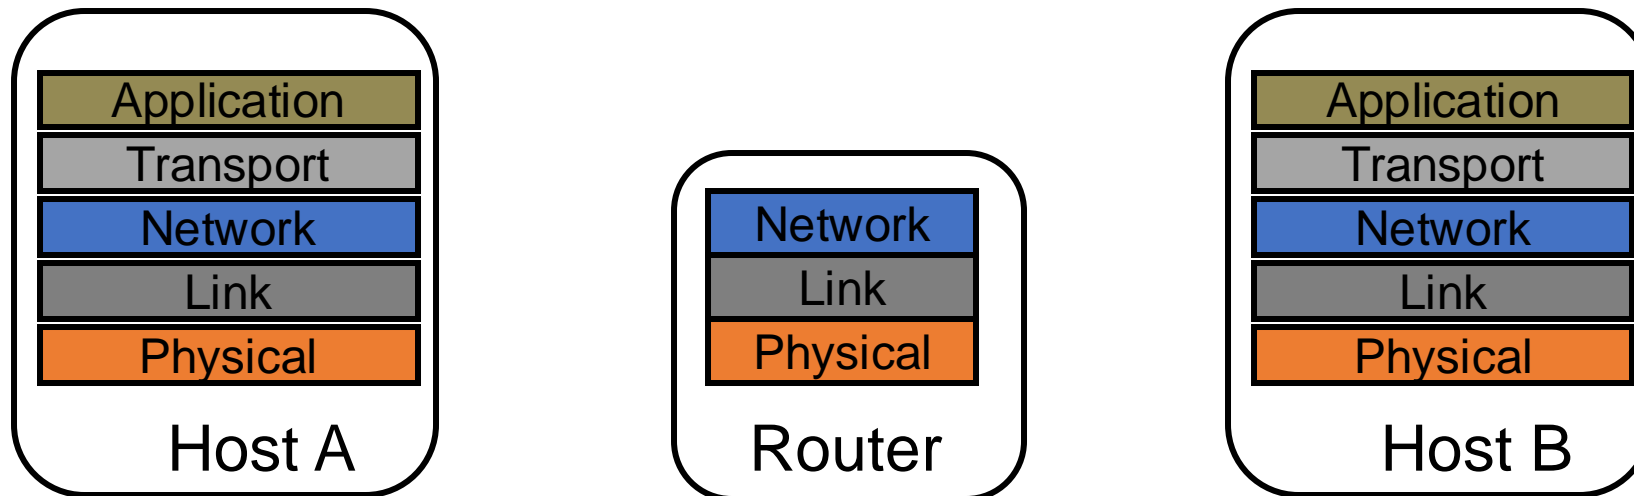 Application
Transport
Network
Link
Physical
Host A
Network
Link
Physical
Router
Application
Transport
Network
Link
Physical
Host B